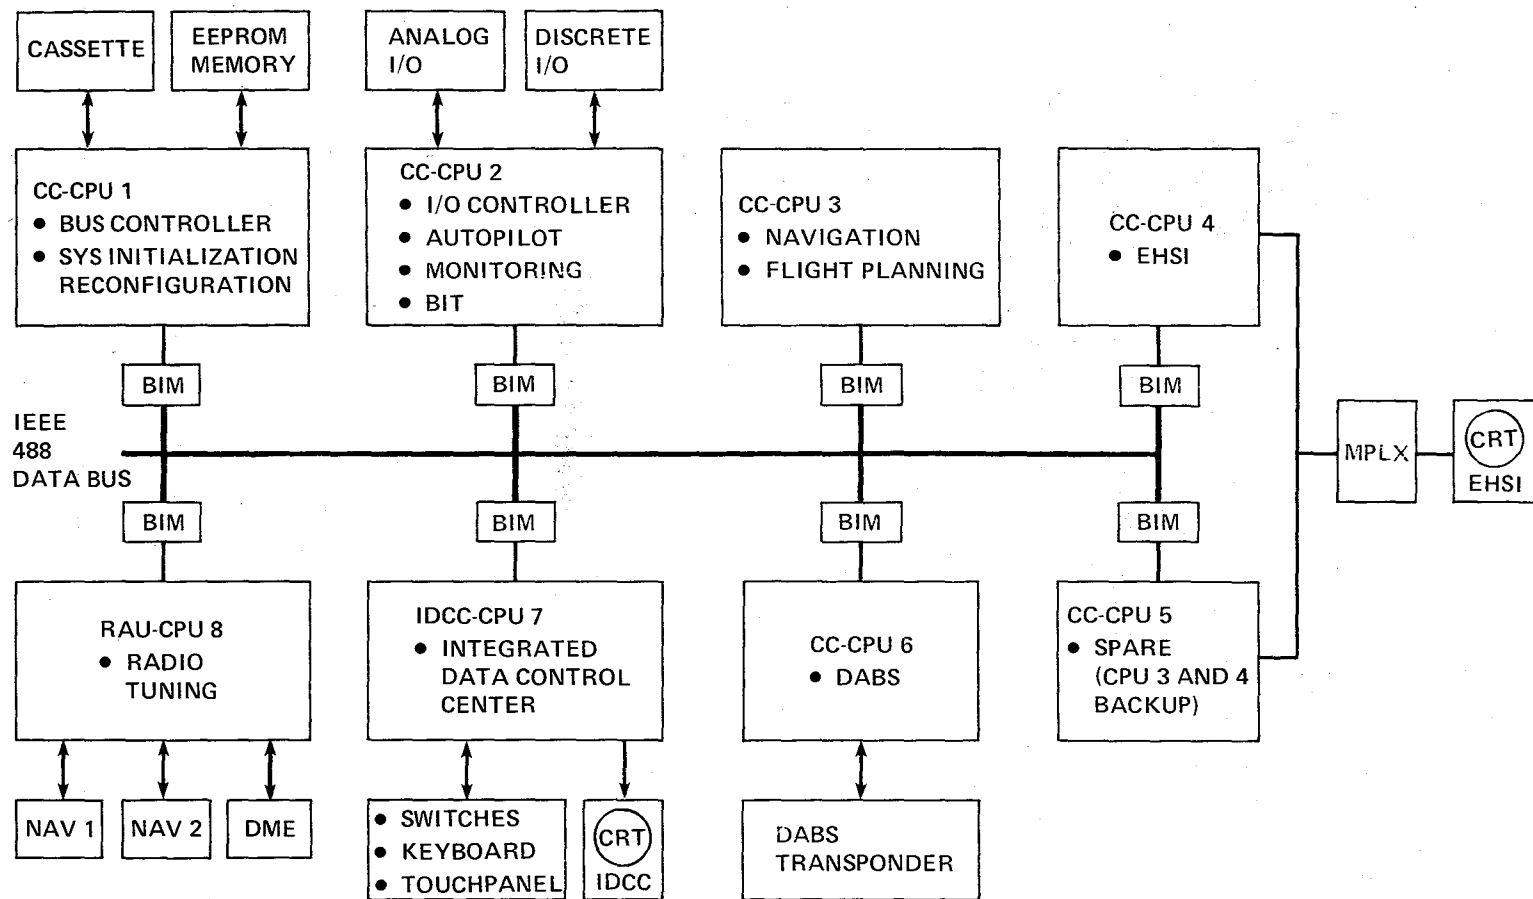 CASSETTE
EEPROM
MEMORY
ANALOG
I/O
DISCRETE
I/O
CC-CPU 1
• BUS CONTROLLER
• SYS INITIALIZATION
RECONFIGURATION
CC-CPU 2
• I/O CONTROLLER
• AUTOPILOT
• MONITORING
• BIT
CC-CPU 3
• NAVIGATION
• FLIGHT PLANNING
CC-CPU 4
• EHSI
BIM
BIM
BIM
BIM
IEEE
488
DATA BUS
MPLX
CRT
EHSI
BIM
BIM
BIM
BIM
RAU-CPU 8
• RADIO
TUNING
IDCC-CPU 7
• INTEGRATED
DATA CONTROL
CENTER
CC-CPU 6
• DABS
CC-CPU 5
• SPARE
(CPU 3 AND 4
BACKUP)
NAV 1
NAV 2
DME
• SWITCHES
• KEYBOARD
• TOUCHPANEL
CRT
IDCC
DABS
TRANSPONDER